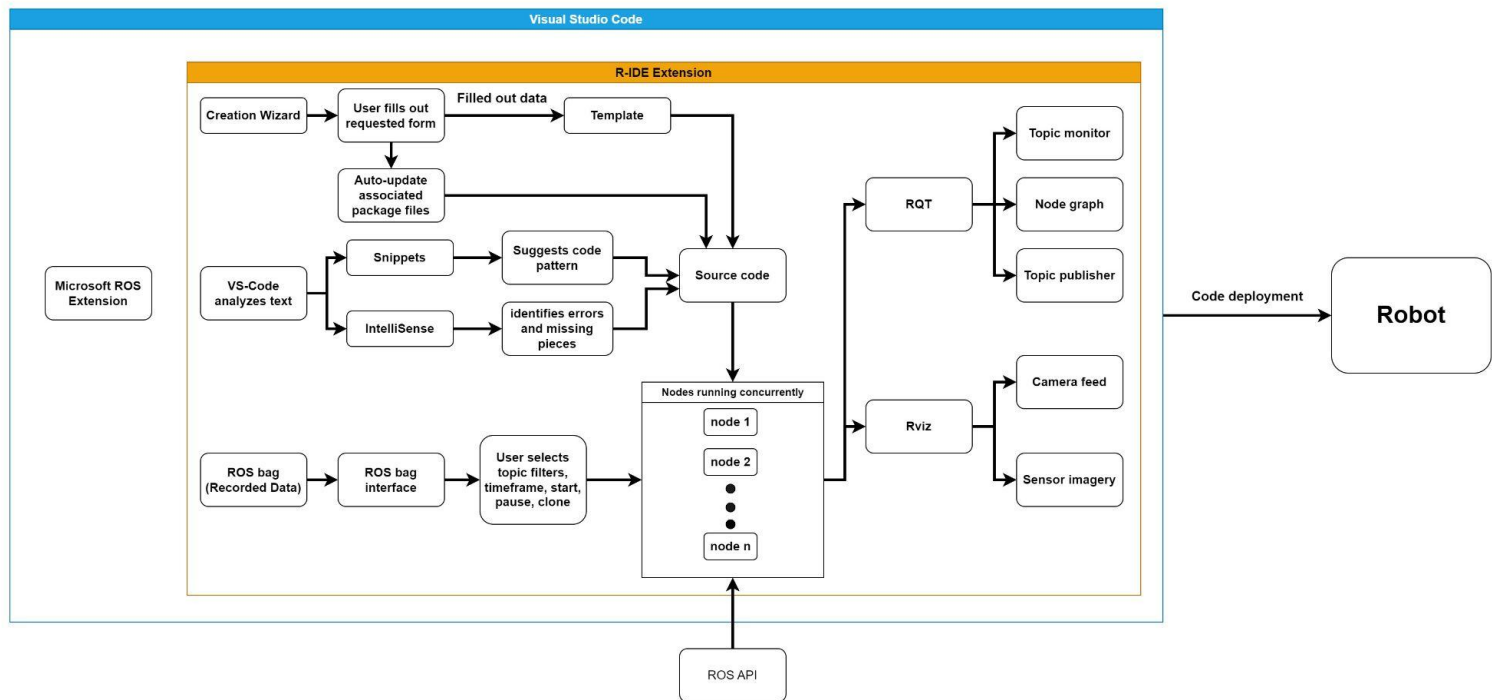 Visual Studio Code
R-IDE Extension
Creation Wizard
User fills out
requested form
Filled out data
Template
Auto-update
associated
package files
Microsoft ROS
Extension
VS-Code
analyzes text
Snippets
Suggests code
pattern
IntelliSense
identifies errors
and missing
pieces
Source code
ROS bag
(Recorded Data)
ROS bag
interface
User selects
topic filters,
timeframe, start,
pause, clone
Nodes running concurrently
node 1
node 2
node n
RQT
Topic monitor
Node graph
Topic publisher
Rviz
Camera feed
Sensor imagery
Code deployment
Robot
ROS API